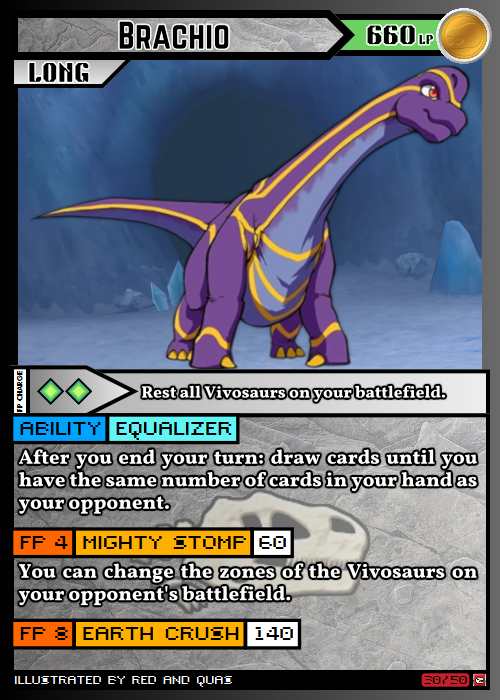 BRACHIO
660 LP
LONG
FP CHARGE
Rest all Vivosaurs on your battlefield.
ABILITY EQUALIZER
After you end your turn: draw cards until you
have the same number of cards in your hand as
your opponent.
FP 4 MIGHTY STOMP 60
You can change the zones of the Vivosaurs on
your opponent's battlefield.
FP 8 EARTH CRUSH 140
ILLUSTRATED BY RED AND QUAS